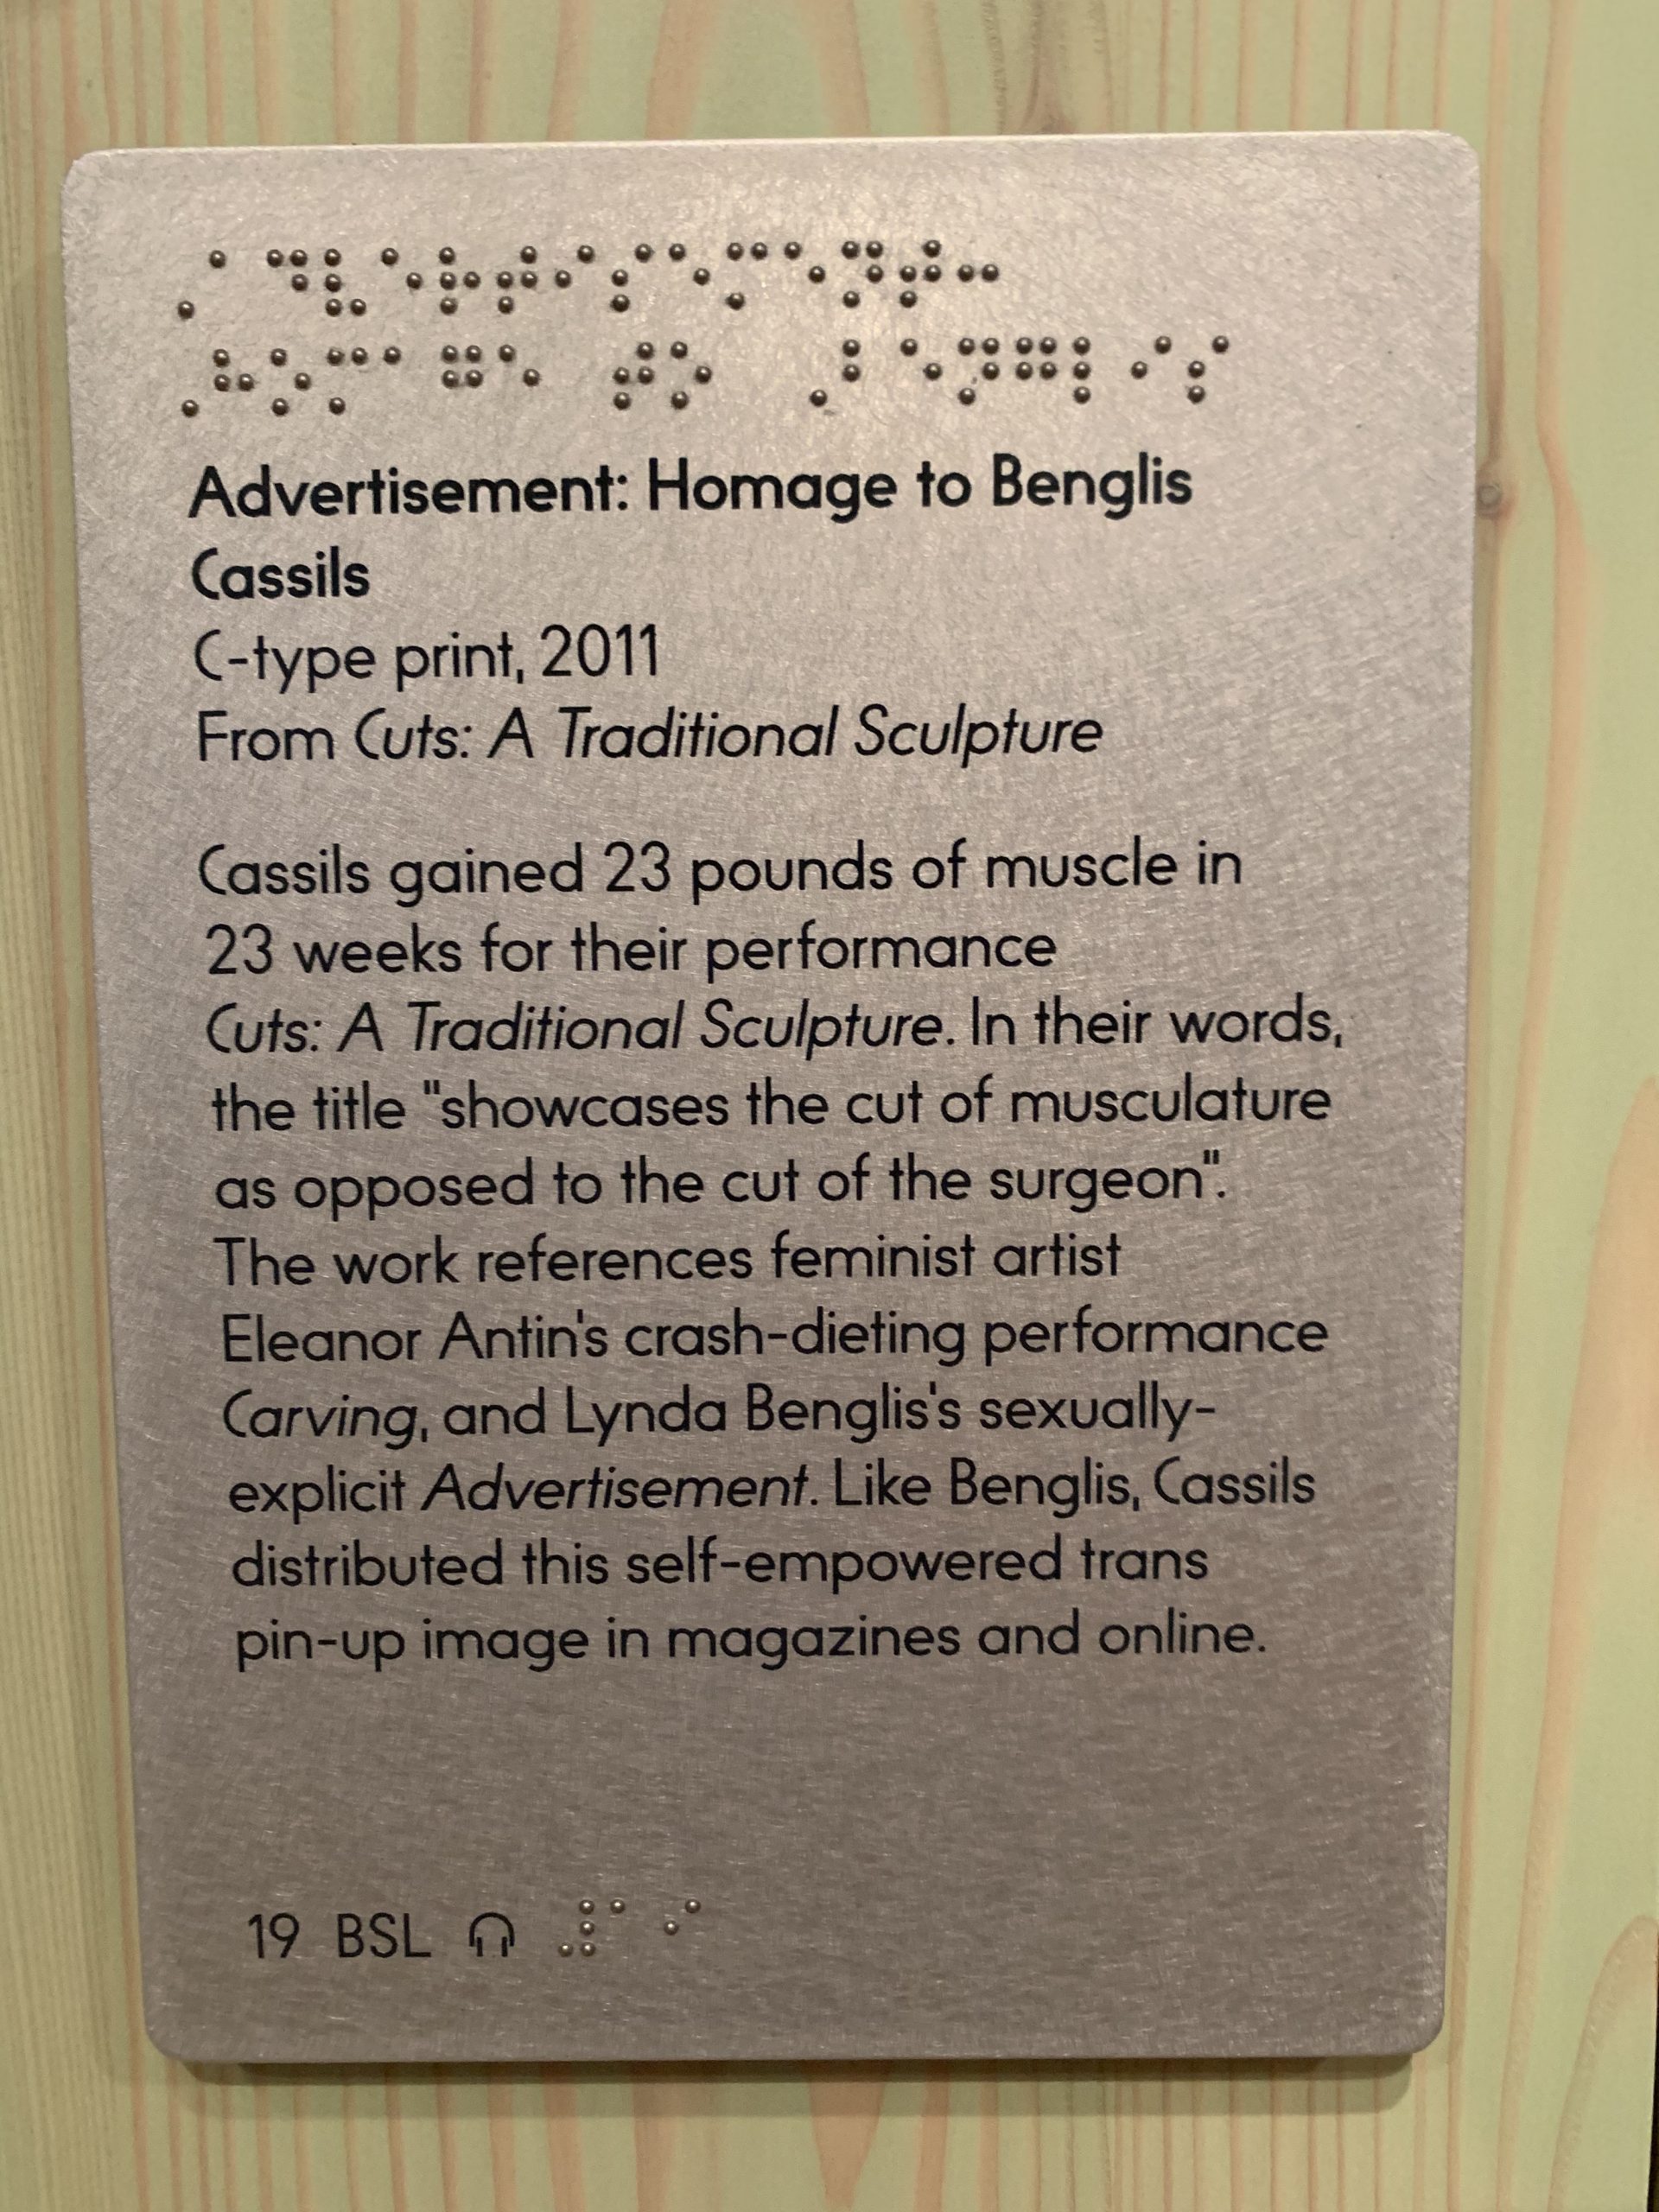 ⠠⠁⠙⠧⠑⠗⠞⠊⠎⠑⠍⠑⠝⠞⠒
⠠⠓⠕⠍⠁⠛⠑ ⠞⠕ ⠠⠃⠑⠝⠛⠇⠊⠎
Advertisement: Homage to Benglis
Cassils
C-type print, 2011
From Cuts: A Traditional Sculpture
Cassils gained 23 pounds of muscle in
23 weeks for their performance
Cuts: A Traditional Sculpture. In their words,
the title "showcases the cut of musculature
as opposed to the cut of the surgeon".
The work references feminist artist
Eleanor Antin's crash-dieting performance
Carving, and Lynda Benglis's sexually-
explicit Advertisement. Like Benglis, Cassils
distributed this self-empowered trans
pin-up image in magazines and online.
19 BSL ⠼⠁⠊